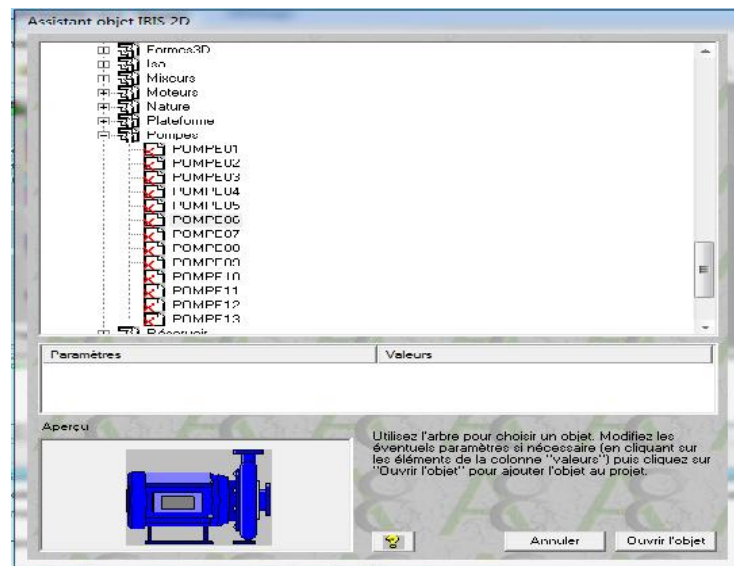 Assistant objet IRIS 2D
Formes3D
Iso
Mixeurs
Moteurs
Nature
Plateforme
Pompes
POMPE01
POMPE02
POMPE03
POMPE04
POMPE05
POMPE06
POMPE07
POMPE08
POMPE09
POMPE10
POMPE11
POMPE12
POMPE13
Réservoir
Paramètres
Valeurs
Aperçu
Utilisez l'arbre pour choisir un objet. Modifiez les
éventuels paramètres si nécessaire (en cliquant sur
les éléments de la colonne "valeurs") puis cliquez sur
"Ouvrir l'objet" pour ajouter l'objet au projet.
Annuler
Ouvrir l'objet